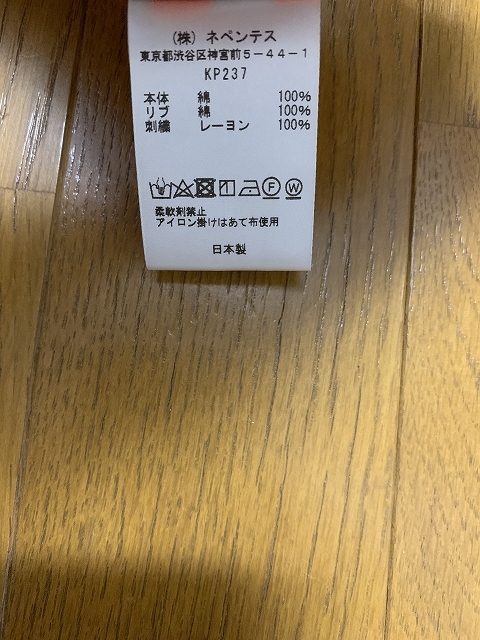 （株）ネペンテス
東京都渋谷区神宮前５－４４－１
KP237
本体 綿 100%
リブ 綿 100%
刺繍 レーヨン 100%
F W
柔軟剤禁止
アイロン掛けはあて布使用
日本製